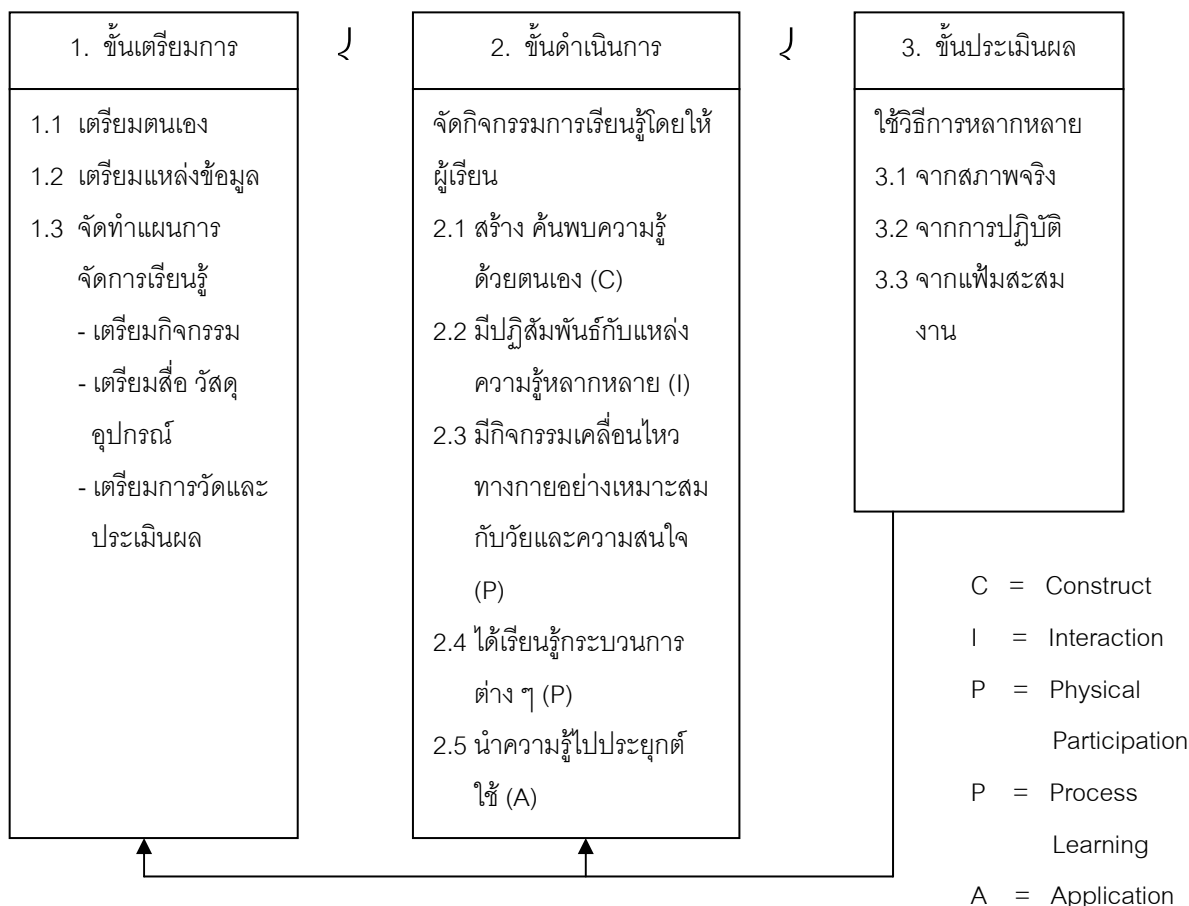 1. ขั้นเตรียมการ
1.1 เตรียมตนเอง
1.2 เตรียมแหล่งข้อมูล
1.3 จัดทำแผนการ
จัดการเรียนรู้
- เตรียมกิจกรรม
- เตรียมสื่อ วัสดุ
อุปกรณ์
- เตรียมการวัดและ
ประเมินผล
2. ขั้นดำเนินการ
จัดกิจกรรมการเรียนรู้โดยให้
ผู้เรียน
2.1 สร้าง ค้นพบความรู้
ด้วยตนเอง (C)
2.2 มีปฏิสัมพันธ์กับแหล่ง
ความรู้หลากหลาย (I)
2.3 มีกิจกรรมเคลื่อนไหว
ทางกายอย่างเหมาะสม
กับวัยและความสนใจ
(P)
2.4 ได้เรียนรู้กระบวนการ
ต่าง ๆ (P)
2.5 นำความรู้ไปประยุกต์
ใช้ (A)
3. ขั้นประเมินผล
ใช้วิธีการหลากหลาย
3.1 จากสภาพจริง
3.2 จากการปฏิบัติ
3.3 จากแฟ้มสะสม
งาน
C = Construct
I = Interaction
P = Physical
Participation
P = Process
Learning
A = Application